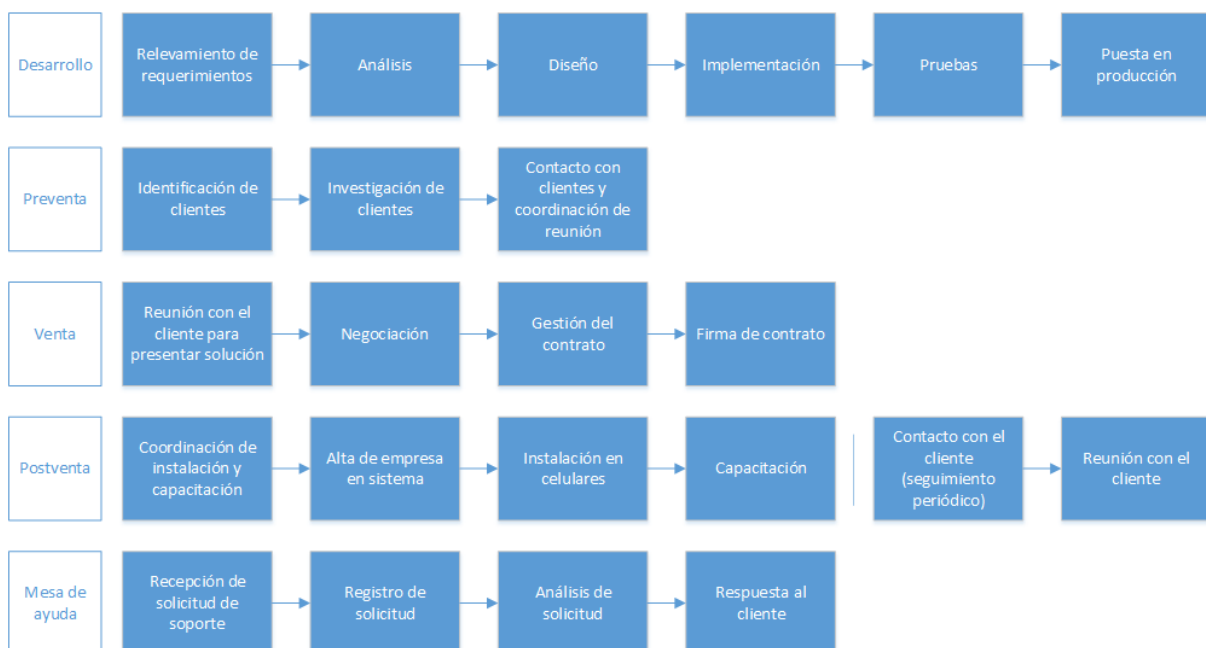 Desarrollo
Relevamiento de
requerimientos
Análisis
Diseño
Implementación
Pruebas
Puesta en
producción
Preventa
Identificación de
clientes
Investigación de
clientes
Contacto con
clientes y
coordinación de
reunión
Venta
Reunión con el
cliente para
presentar solución
Negociación
Gestión del
contrato
Firma de contrato
Postventa
Coordinación de
instalación y
capacitación
Alta de empresa
en sistema
Instalación en
celulares
Capacitación
Contacto con el
cliente
(seguimiento
periódico)
Reunión con el
cliente
Mesa de
ayuda
Recepción de
solicitud de
soporte
Registro de
solicitud
Análisis de
solicitud
Respuesta al
cliente